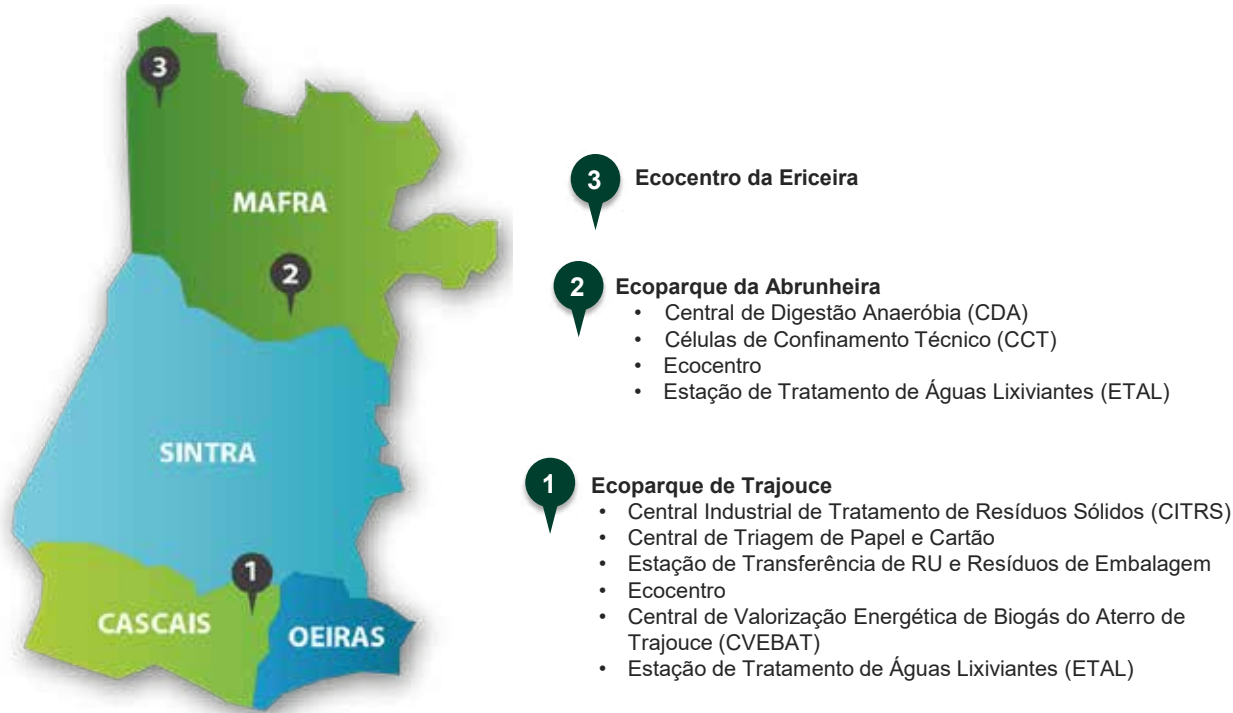 3
MAFRA
2
SINTRA
1
CASCAIS
OEIRAS
3
Ecocentro da Ericeira
2
Ecoparque da Abrunheira
• Central de Digestão Anaeróbia (CDA)
• Células de Confinamento Técnico (CCT)
• Ecocentro
• Estação de Tratamento de Águas Lixiviantes (ETAL)
1
Ecoparque de Trajouce
• Central Industrial de Tratamento de Resíduos Sólidos (CITRS)
• Central de Triagem de Papel e Cartão
• Estação de Transferência de RU e Resíduos de Embalagem
• Ecocentro
• Central de Valorização Energética de Biogás do Aterro de
Trajouce (CVEBAT)
• Estação de Tratamento de Águas Lixiviantes (ETAL)